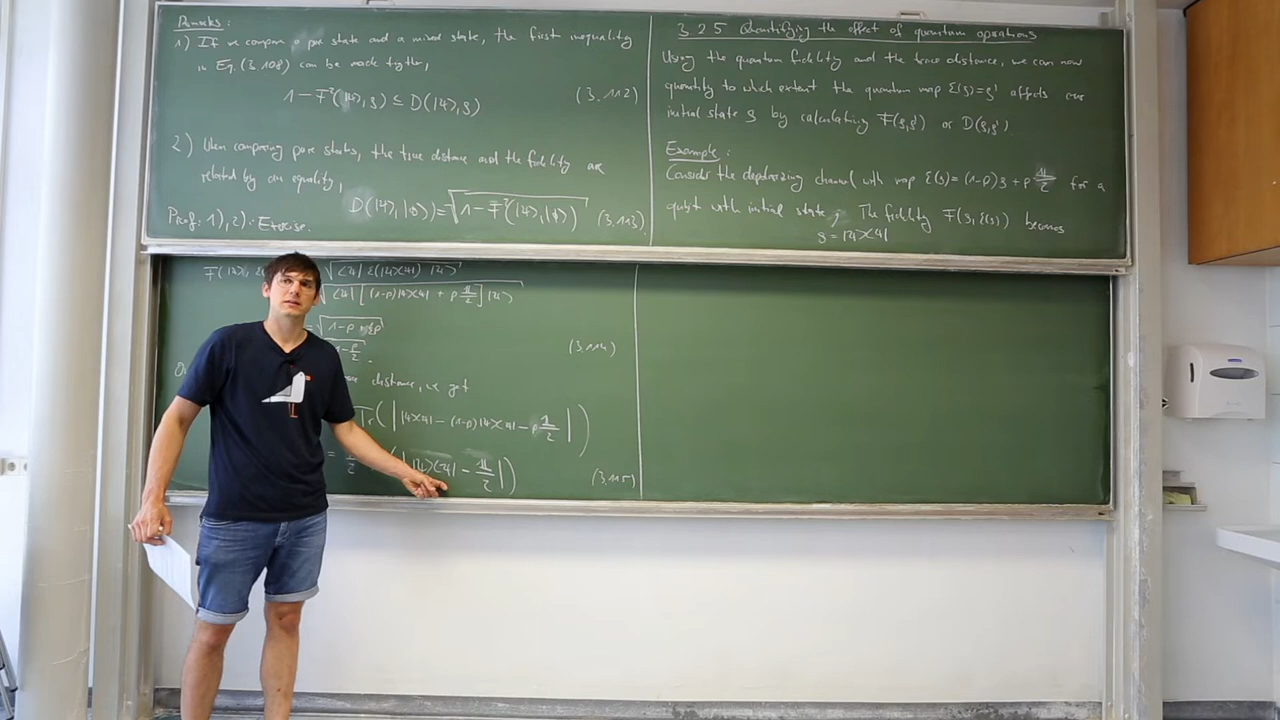 Remarks:
1) If we compare a pure state and a mixed state, the first inequality
in Eq. (3.108) can be made tighter,
1-F²(|ψ>,ρ) ≤ D(|ψ>,ρ) (3.112)
2) When comparing pure states, the trace distance and the fidelity are
related by an equality,
D(|ψ>,|φ>)=√(1-F²(|ψ>,|φ>)) (3.113)
Proof: 1),2): Exercise.
3.2.5 Quantifying the effect of quantum operations
Using the quantum fidelity and the trace distance, we can now
quantify to which extent the quantum map ℰ(ρ)=ρ' affects our
initial state ρ by calculating F(ρ,ρ') or D(ρ,ρ')
Example:
Consider the depolarizing channel with map ℰ(ρ)=(1-p)ρ+p 𝟙/2 for a
qubit with initial state, The fidelity F(ρ,ℰ(ρ)) becomes
ρ=|ψ><ψ|
F(|ψ>, √(<ψ|ℰ(|ψ><ψ|)|ψ>)
√(<ψ|[(1-p)|ψ><ψ| + p 𝟙/2]|ψ>)
= √(1-p+½p)
1-p/2. (3.114)
distance, we get
Tr(||ψ><ψ| - (1-p)|ψ><ψ| - p 𝟙/2|)
= (||ψ><ψ| - 𝟙/2|) (3.115)